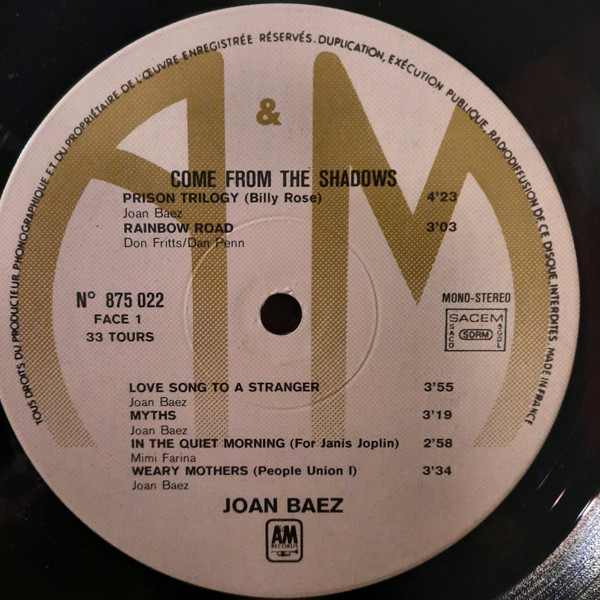 TOUS DROITS DU PRODUCTEUR PHONOGRAPHIQUE ET DU PROPRIÉTAIRE DE L'ŒUVRE ENREGISTRÉE RÉSERVÉS. DUPLICATION, EXÉCUTION PUBLIQUE, RADIODIFFUSION DE CE DISQUE INTERDITES. MADE IN FRANCE
A & M
COME FROM THE SHADOWS
PRISON TRILOGY (Billy Rose) 4'23
Joan Baez
RAINBOW ROAD 3'03
Don Fritts/Dan Penn
N° 875 022
FACE 1
33 TOURS
MONO-STEREO
SACEM
SACD SDRM SGDL
LOVE SONG TO A STRANGER 3'55
Joan Baez
MYTHS 3'19
Joan Baez
IN THE QUIET MORNING (For Janis Joplin) 2'58
Mimi Farina
WEARY MOTHERS (People Union I) 3'34
Joan Baez
JOAN BAEZ
A&M
RECORDS